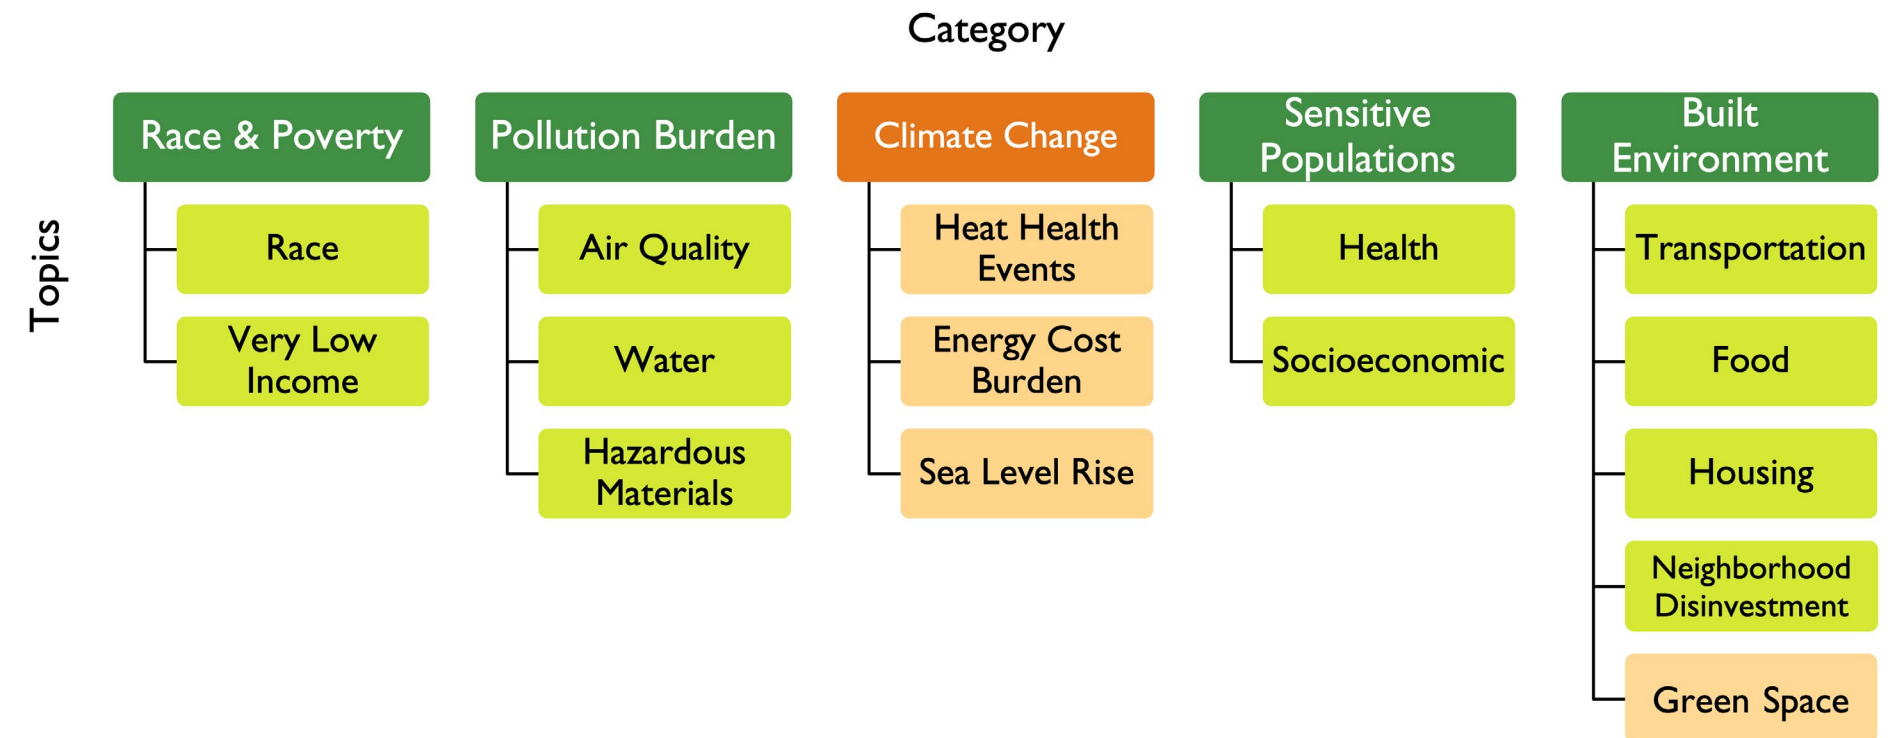 Category
Topics
Race & Poverty
Race
Very Low
Income
Pollution Burden
Air Quality
Water
Hazardous
Materials
Climate Change
Heat Health
Events
Energy Cost
Burden
Sea Level Rise
Sensitive
Populations
Health
Socioeconomic
Built
Environment
Transportation
Food
Housing
Neighborhood
Disinvestment
Green Space